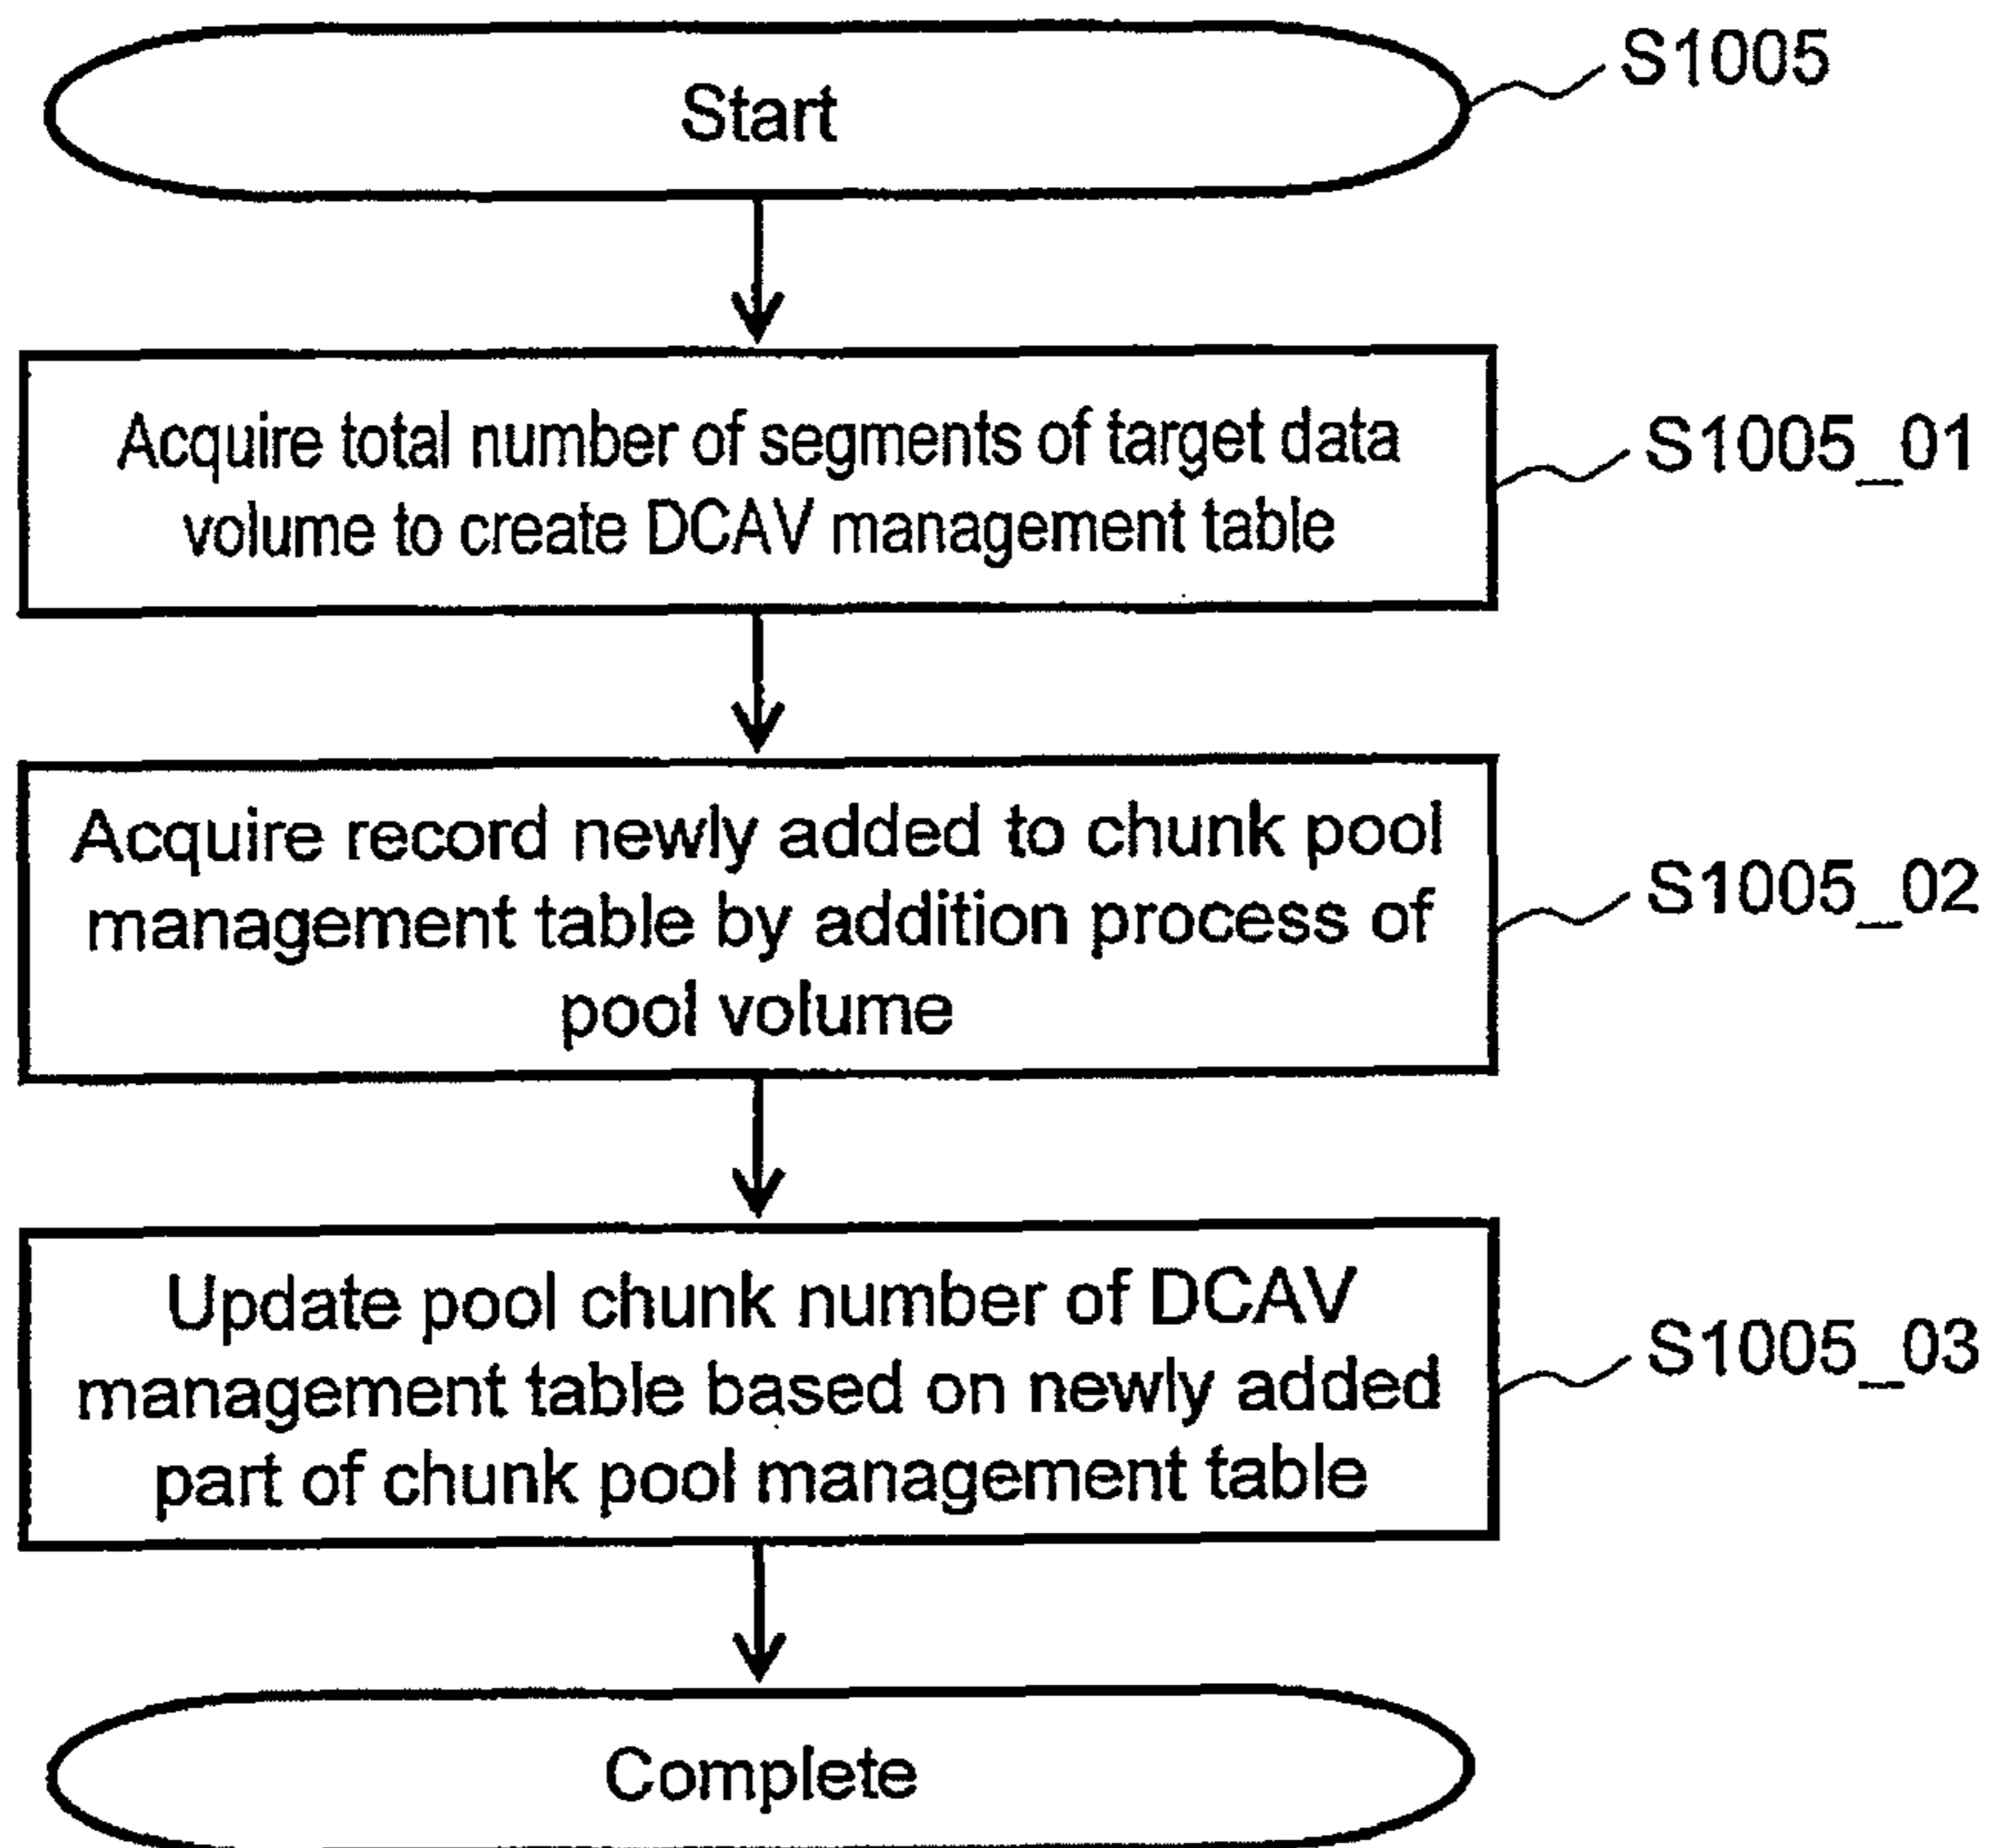 Start
S1005
Acquire total number of segments of target data
volume to create DCAV management table
S1005_01
Acquire record newly added to chunk pool
management table by addition process of
pool volume
S1005_02
Update pool chunk number of DCAV
management table based on newly added
part of chunk pool management table
S1005_03
Complete